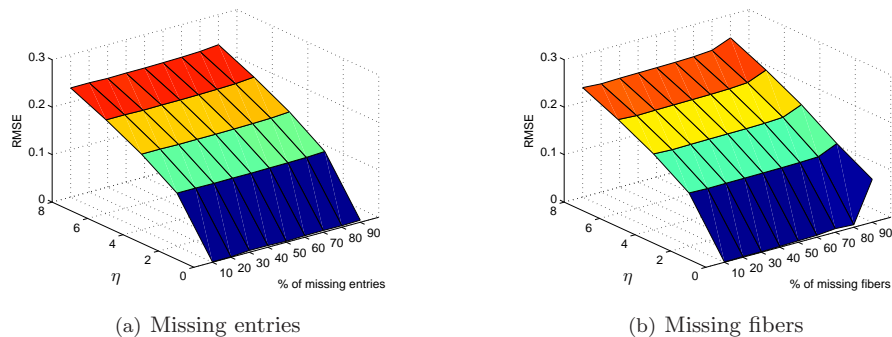 0.3
0.2
0.1
0
RMSE
8
6
4
2
0
η
10 20 30 40 50 60 70 80 90
% of missing entries
(a) Missing entries
0.3
0.2
0.1
0
RMSE
8
6
4
2
0
η
10 20 30 40 50 60 70 80 90
% of missing fibers
(b) Missing fibers